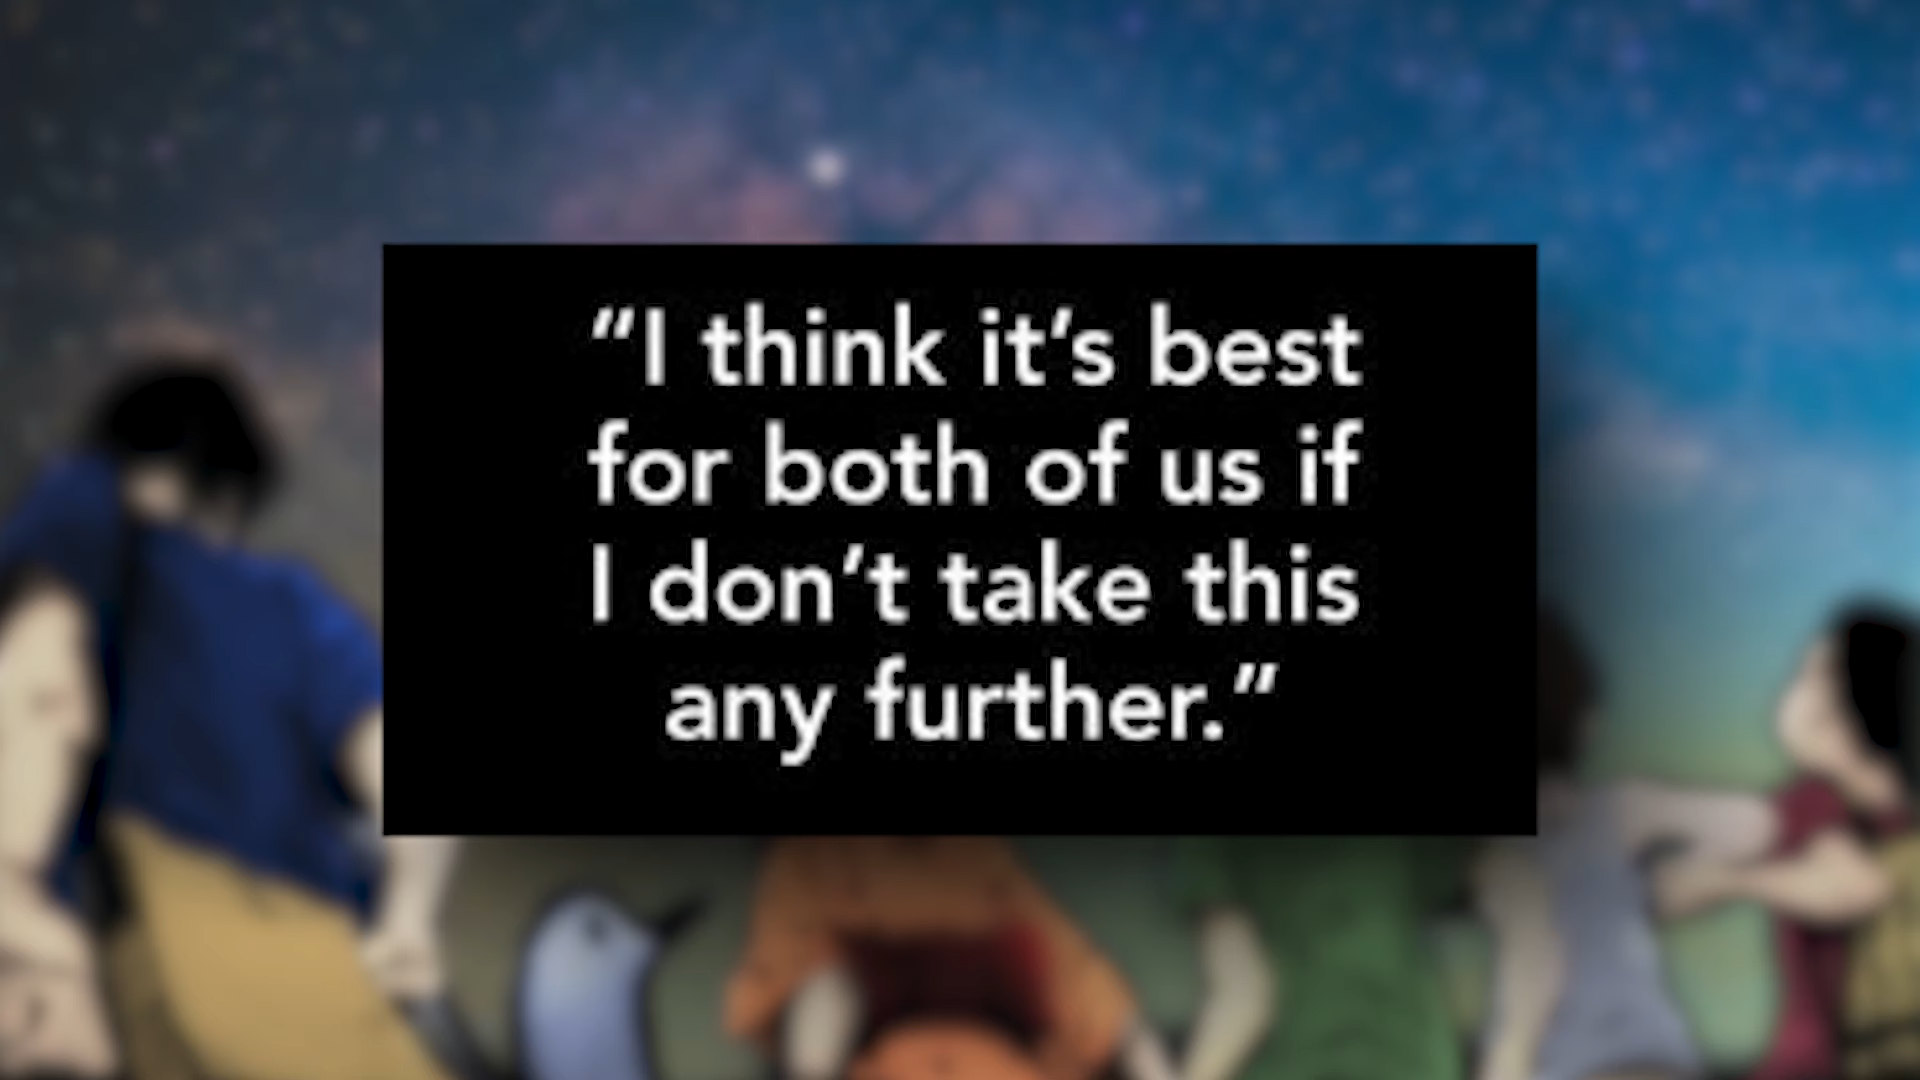 “I think it’s best
for both of us if
I don’t take this
any further.”